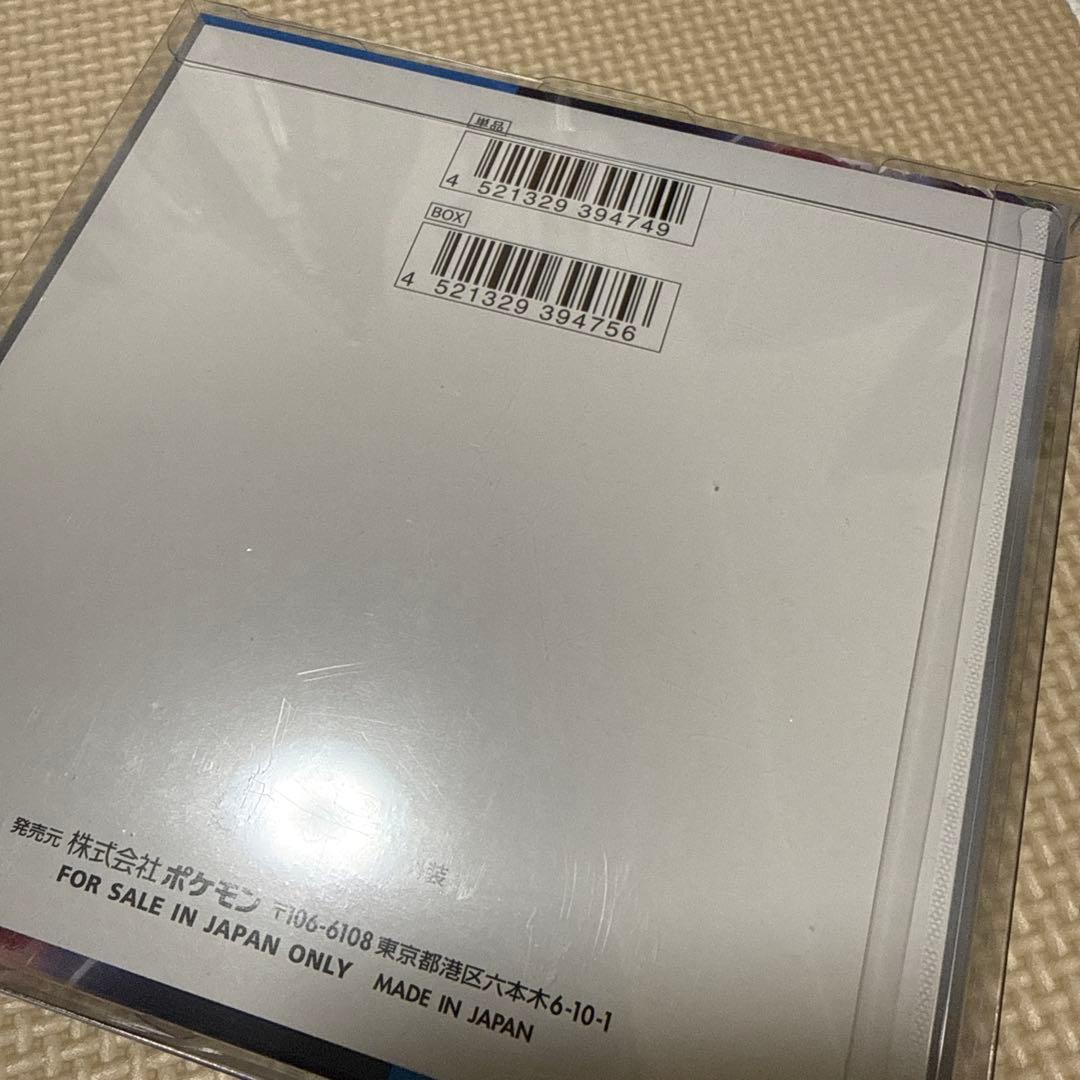 単品
4 521329 394749
BOX
4 521329 394756
装
発売元 株式会社ポケモン 〒106-6108 東京都港区六本木6-10-1
FOR SALE IN JAPAN ONLY MADE IN JAPAN